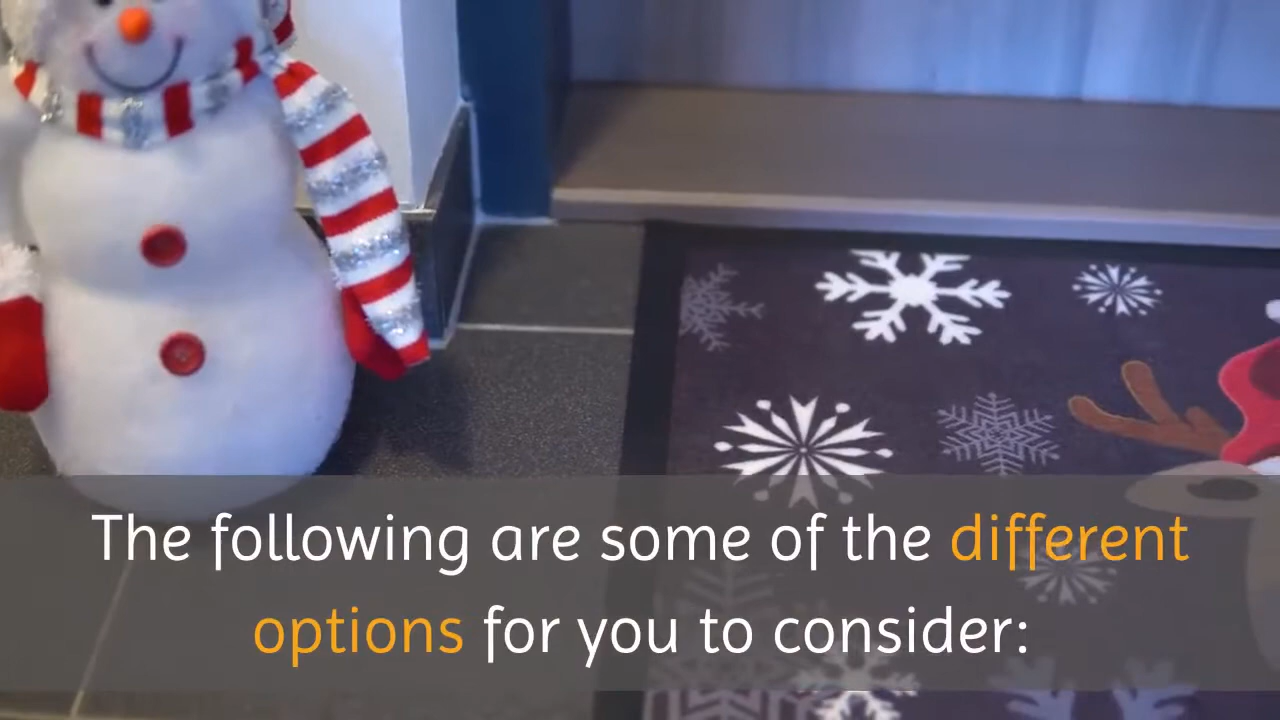 The following are some of the different
options for you to consider: